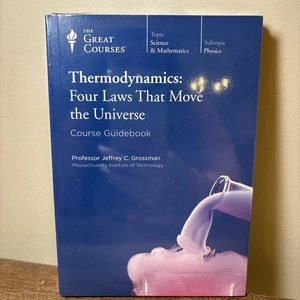 THE
GREAT
COURSES
Topic
Science
& Mathematics
Subtopic
Physics
Thermodynamics:
Four Laws That Move
the Universe
Course Guidebook
Professor Jeffrey C. Grossman
Massachusetts Institute of Technology